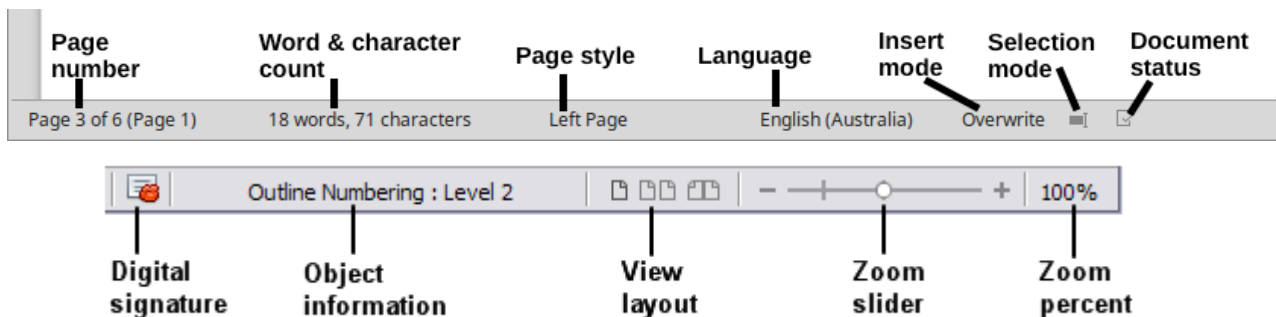 Page number
Word & character count
Page style
Language
Insert mode
Selection mode
Document status
Page 3 of 6 (Page 1)
18 words, 71 characters
Left Page
English (Australia)
Overwrite
Outline Numbering : Level 2
100%
Digital signature
Object information
View layout
Zoom slider
Zoom percent